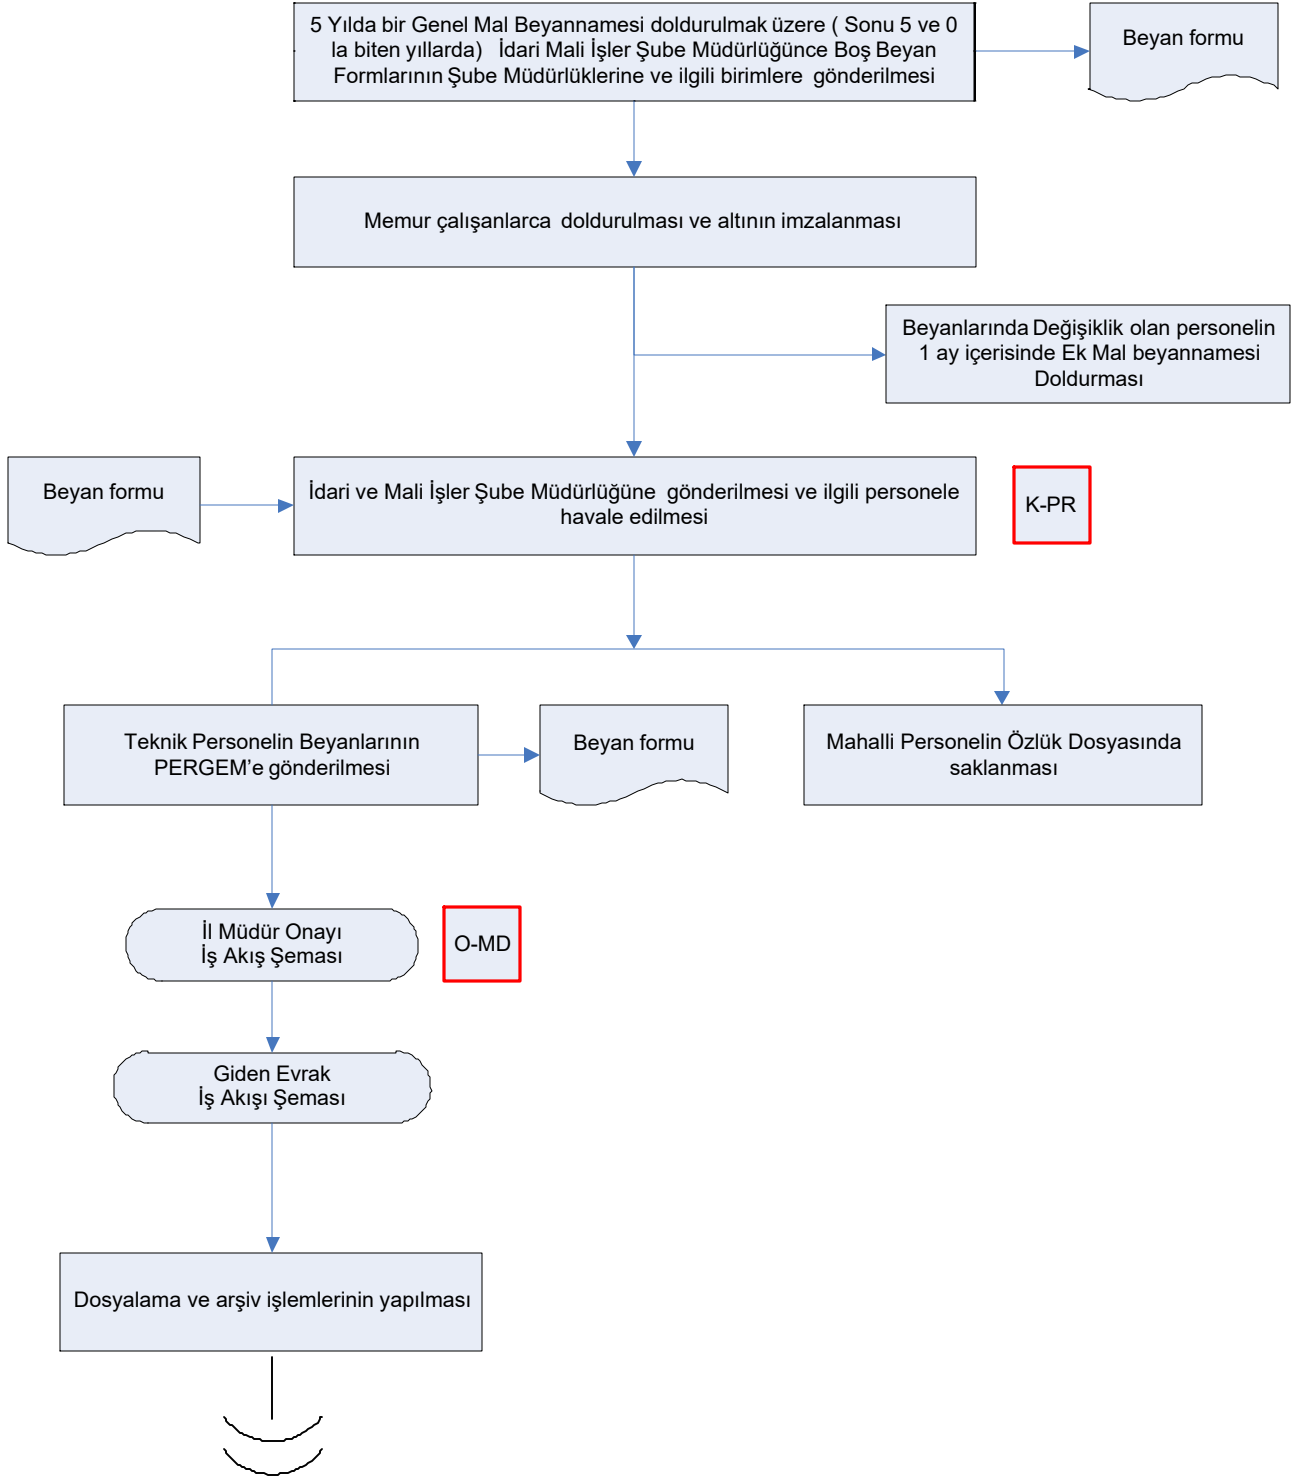 5 Yılda bir Genel Mal Beyannamesi doldurulmak üzere ( Sonu 5 ve 0
la biten yıllarda) İdari Mali İşler Şube Müdürlüğünce Boş Beyan
Formlarının Şube Müdürlüklerine ve ilgili birimlere gönderilmesi
Beyan formu
Memur çalışanlarca doldurulması ve altının imzalanması
Beyanlarında Değişiklik olan personelin
1 ay içerisinde Ek Mal beyannamesi
Doldurması
Beyan formu
İdari ve Mali İşler Şube Müdürlüğüne gönderilmesi ve ilgili personele
havale edilmesi
K-PR
Teknik Personelin Beyanlarının
PERGEM’e gönderilmesi
Beyan formu
Mahalli Personelin Özlük Dosyasında
saklanması
İl Müdür Onayı
İş Akış Şeması
O-MD
Giden Evrak
İş Akışı Şeması
Dosyalama ve arşiv işlemlerinin yapılması